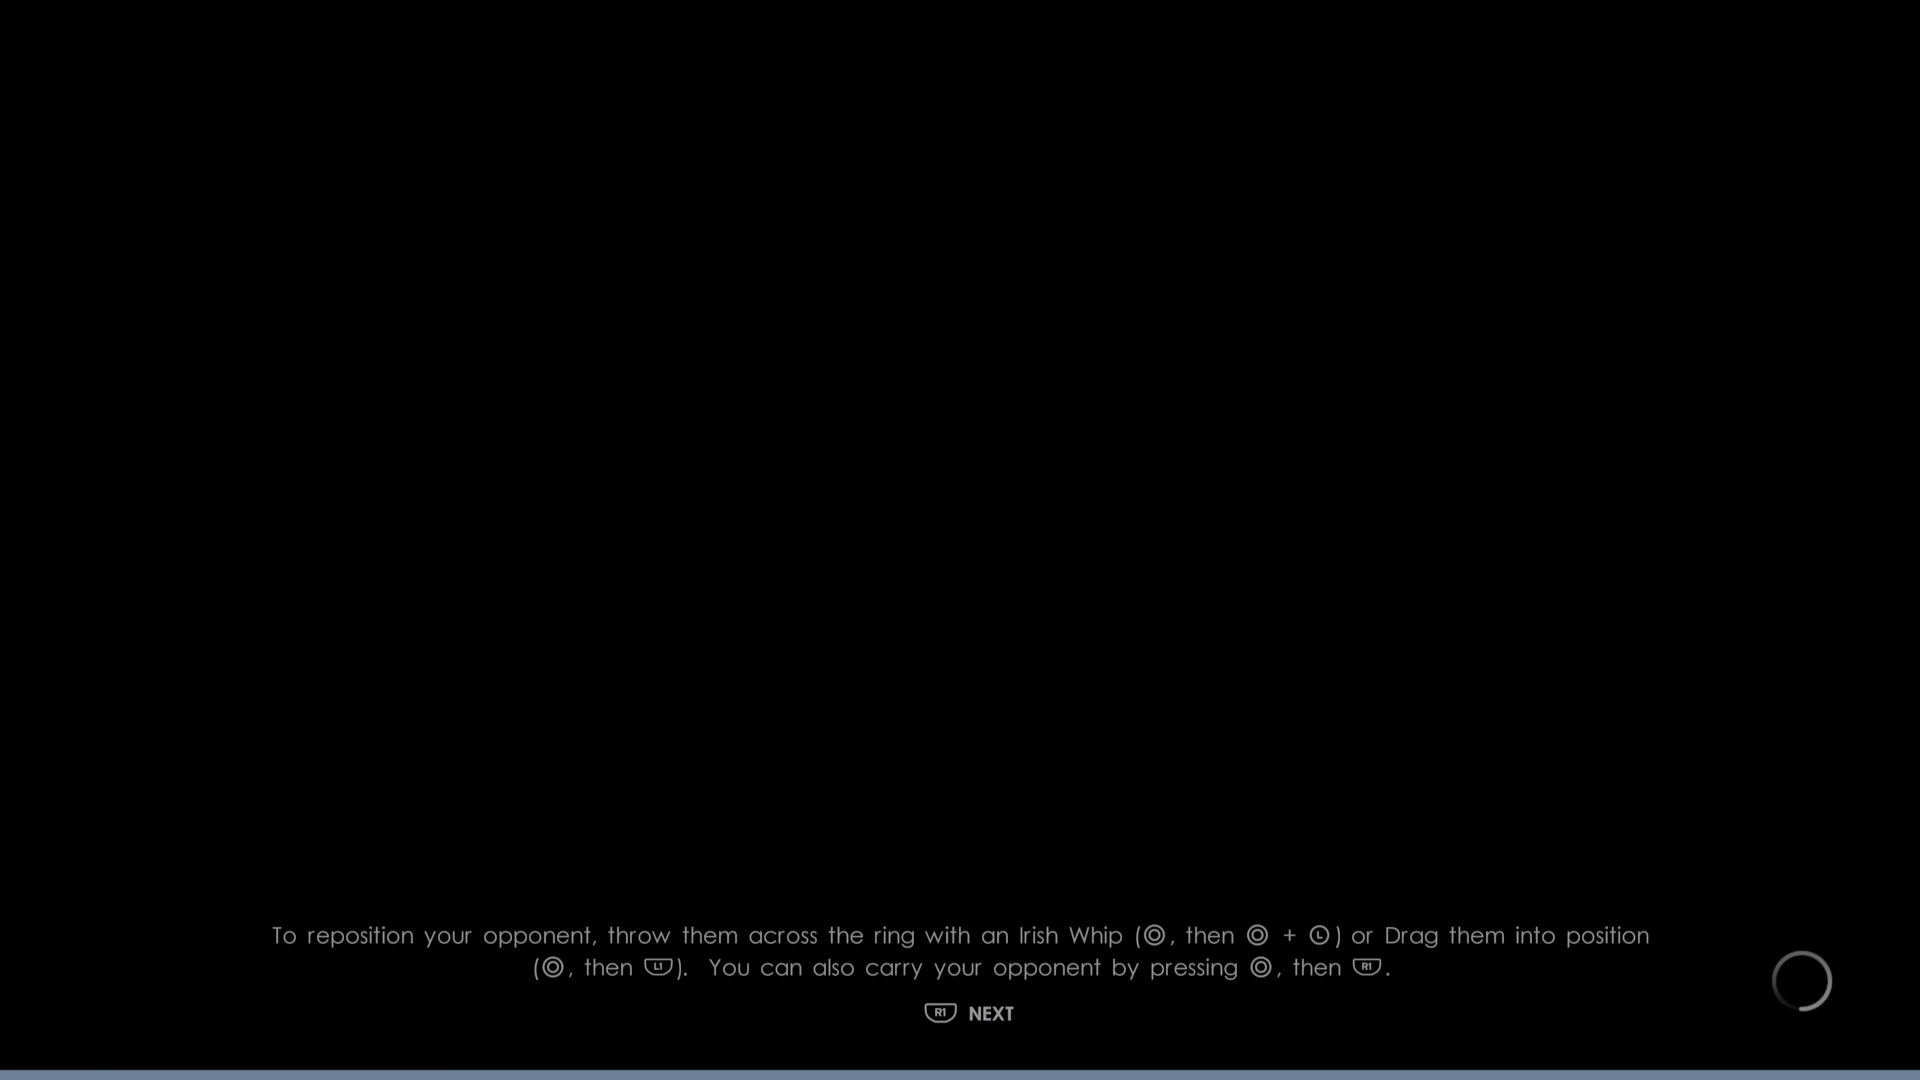 To reposition your opponent, throw them across the ring with an Irish Whip (◎, then ◎ + Ⓛ) or Drag them into position
(◎, then L1). You can also carry your opponent by pressing ◎, then R1.
R1 NEXT